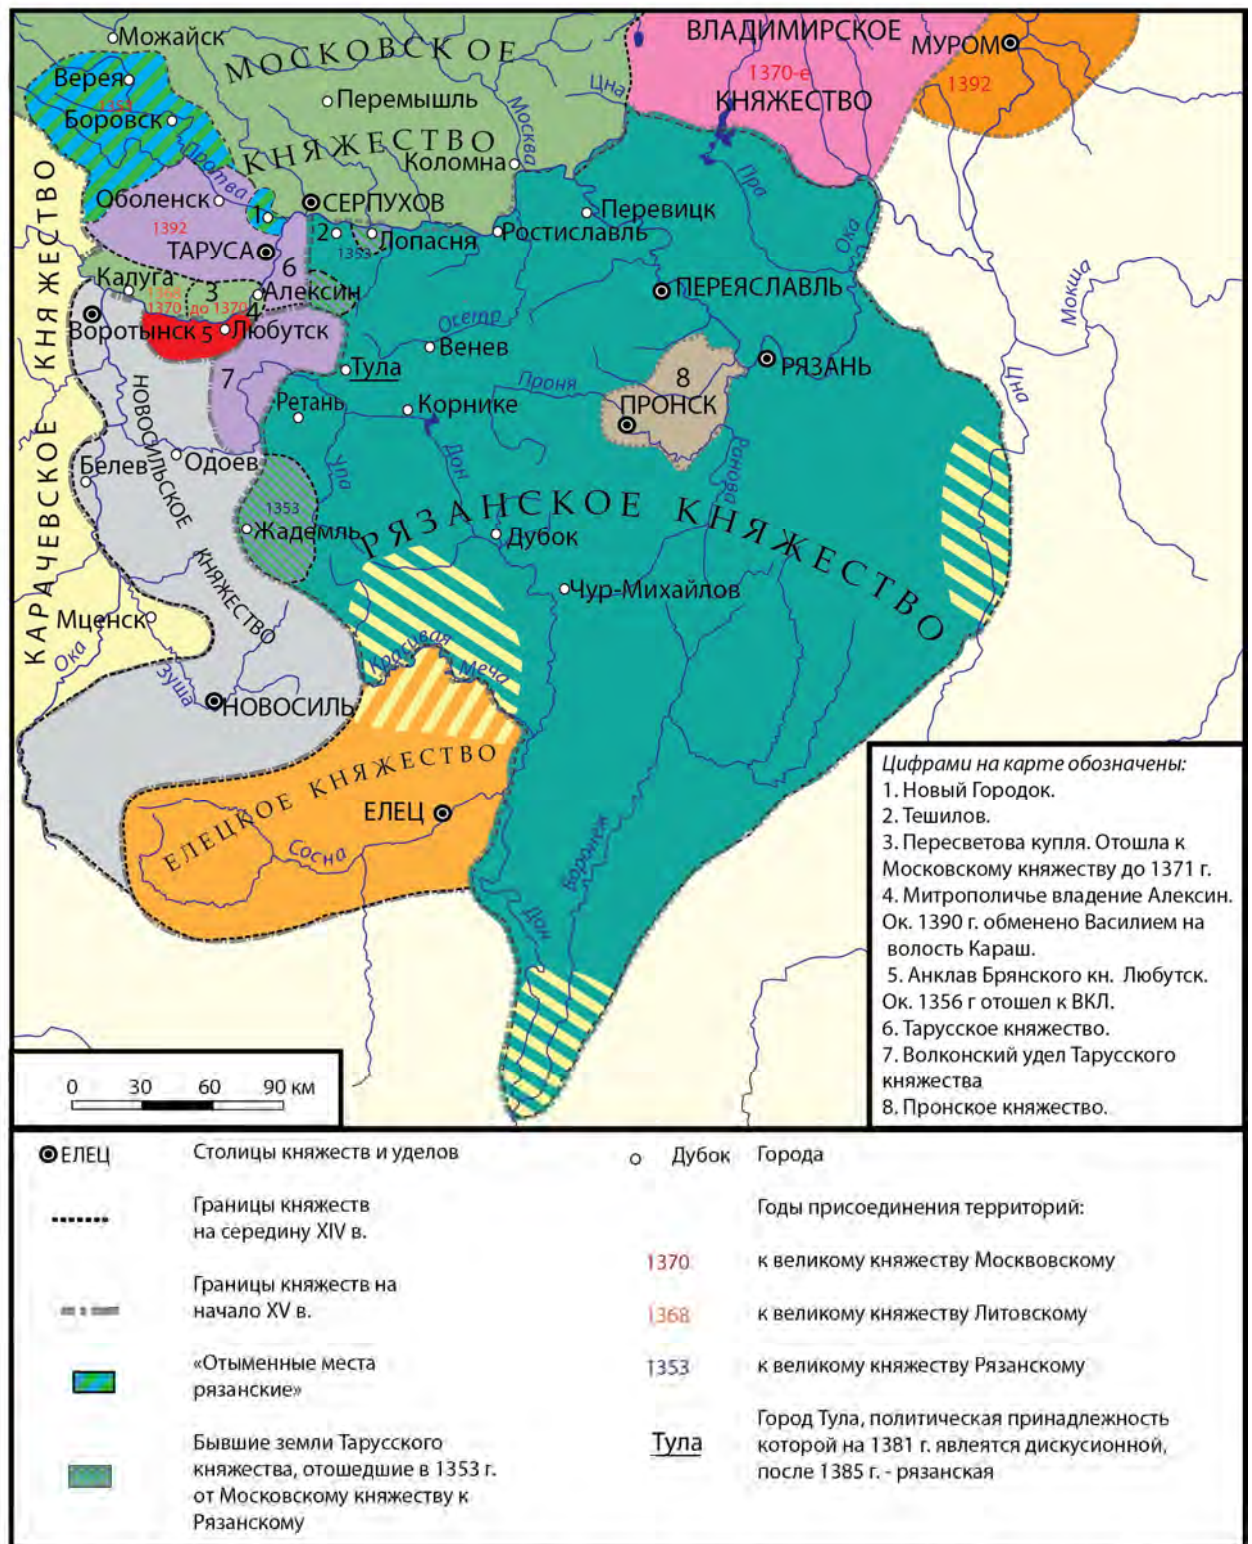 Можайск
МОСКОВСКОЕ
КНЯЖЕСТВО
ВЛАДИМИРСКОЕ
1370-е
КНЯЖЕСТВО
МУРОМ
1392
Верея
1353
Боровск
Перемышль
Москва
Цна
Коломна
Протва
Оболенск
1
СЕРПУХОВ
2
1353
Лопасня
Ростиславль
Перевицк
Пра
Ока
1392
ТАРУСА
6
Калуга
1368
1370
3
до 1370
4
Алексин
ПЕРЕЯСЛАВЛЬ
Мокша
Воротынск
5
Любутск
Осетр
Венев
7
Тула
Проня
8
ПРОНСК
РЯЗАНЬ
Цна
Ретань
Корнике
КАРАЧЕВСКОЕ КНЯЖЕСТВО
НОВОСИЛЬСКОЕ
КНЯЖЕСТВО
Белев
Одоев
Упа
Дон
Ранова
1353
Жадемль
РЯЗАНСКОЕ КНЯЖЕСТВО
Дубок
Чур-Михайлов
Мценск
Ока
Зуша
Красивая
Меча
НОВОСИЛЬ
ЕЛЕЦКОЕ КНЯЖЕСТВО
ЕЛЕЦ
Сосна
Воронеж
Дон
Цифрами на карте обозначены:
1. Новый Городок.
2. Тешилов.
3. Пересветова купля. Отошла к
Московскому княжеству до 1371 г.
4. Митрополичье владение Алексин.
Ок. 1390 г. обменено Василием на
волость Караш.
5. Анклав Брянского кн. Любутск.
Ок. 1356 г отошел к ВКЛ.
6. Тарусское княжество.
7. Волконский удел Тарусского
княжества
8. Пронское княжество.
0 30 60 90 км
ЕЛЕЦ Столицы княжеств и уделов
Границы княжеств
на середину XIV в.
Границы княжеств на
начало XV в.
«Отыменные места
рязанские»
Бывшие земли Тарусского
княжества, отошедшие в 1353 г.
от Московскому княжеству к
Рязанскому
Дубок Города
Годы присоединения территорий:
1370 к великому княжеству Москвовскому
1368 к великому княжеству Литовскому
1353 к великому княжеству Рязанскому
Тула
Город Тула, политическая принадлежность
которой на 1381 г. явлеятся дискусионной,
после 1385 г. - рязанская